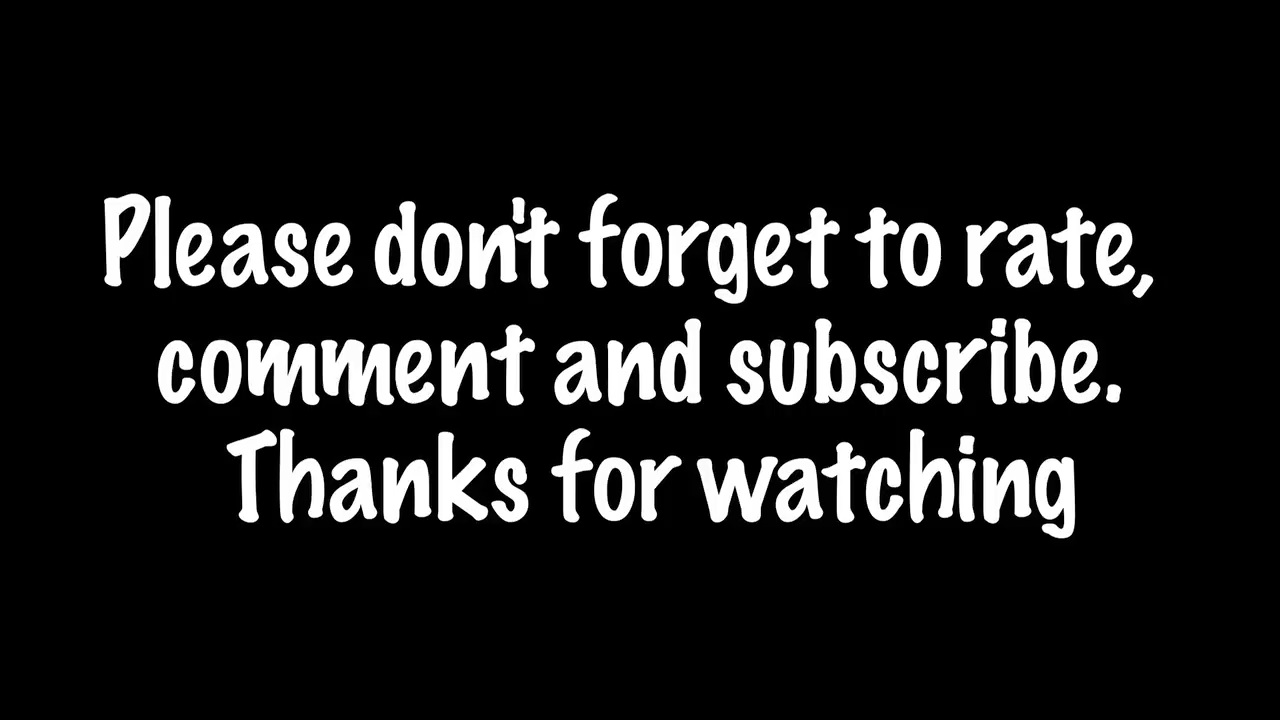 Please don't forget to rate,
comment and subscribe.
Thanks for watching